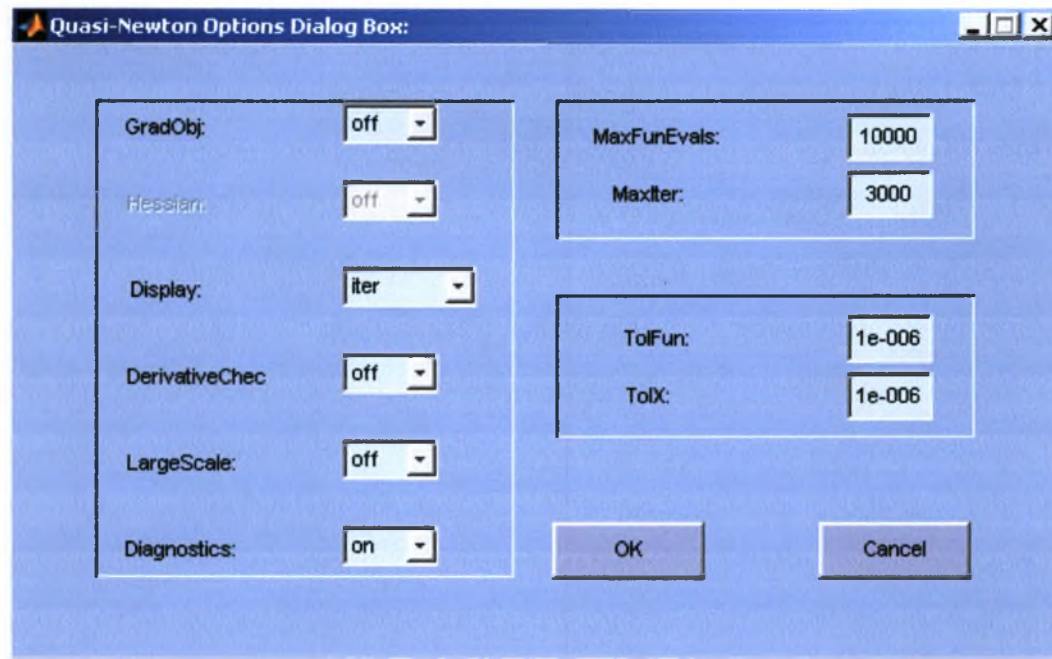 Quasi-Newton Options Dialog Box:
GradObj: off
Hessian: off
Display: iter
DerivativeChec off
LargeScale: off
Diagnostics: on
MaxFunEvals: 10000
MaxIter: 3000
TolFun: 1e-006
TolX: 1e-006
OK
Cancel